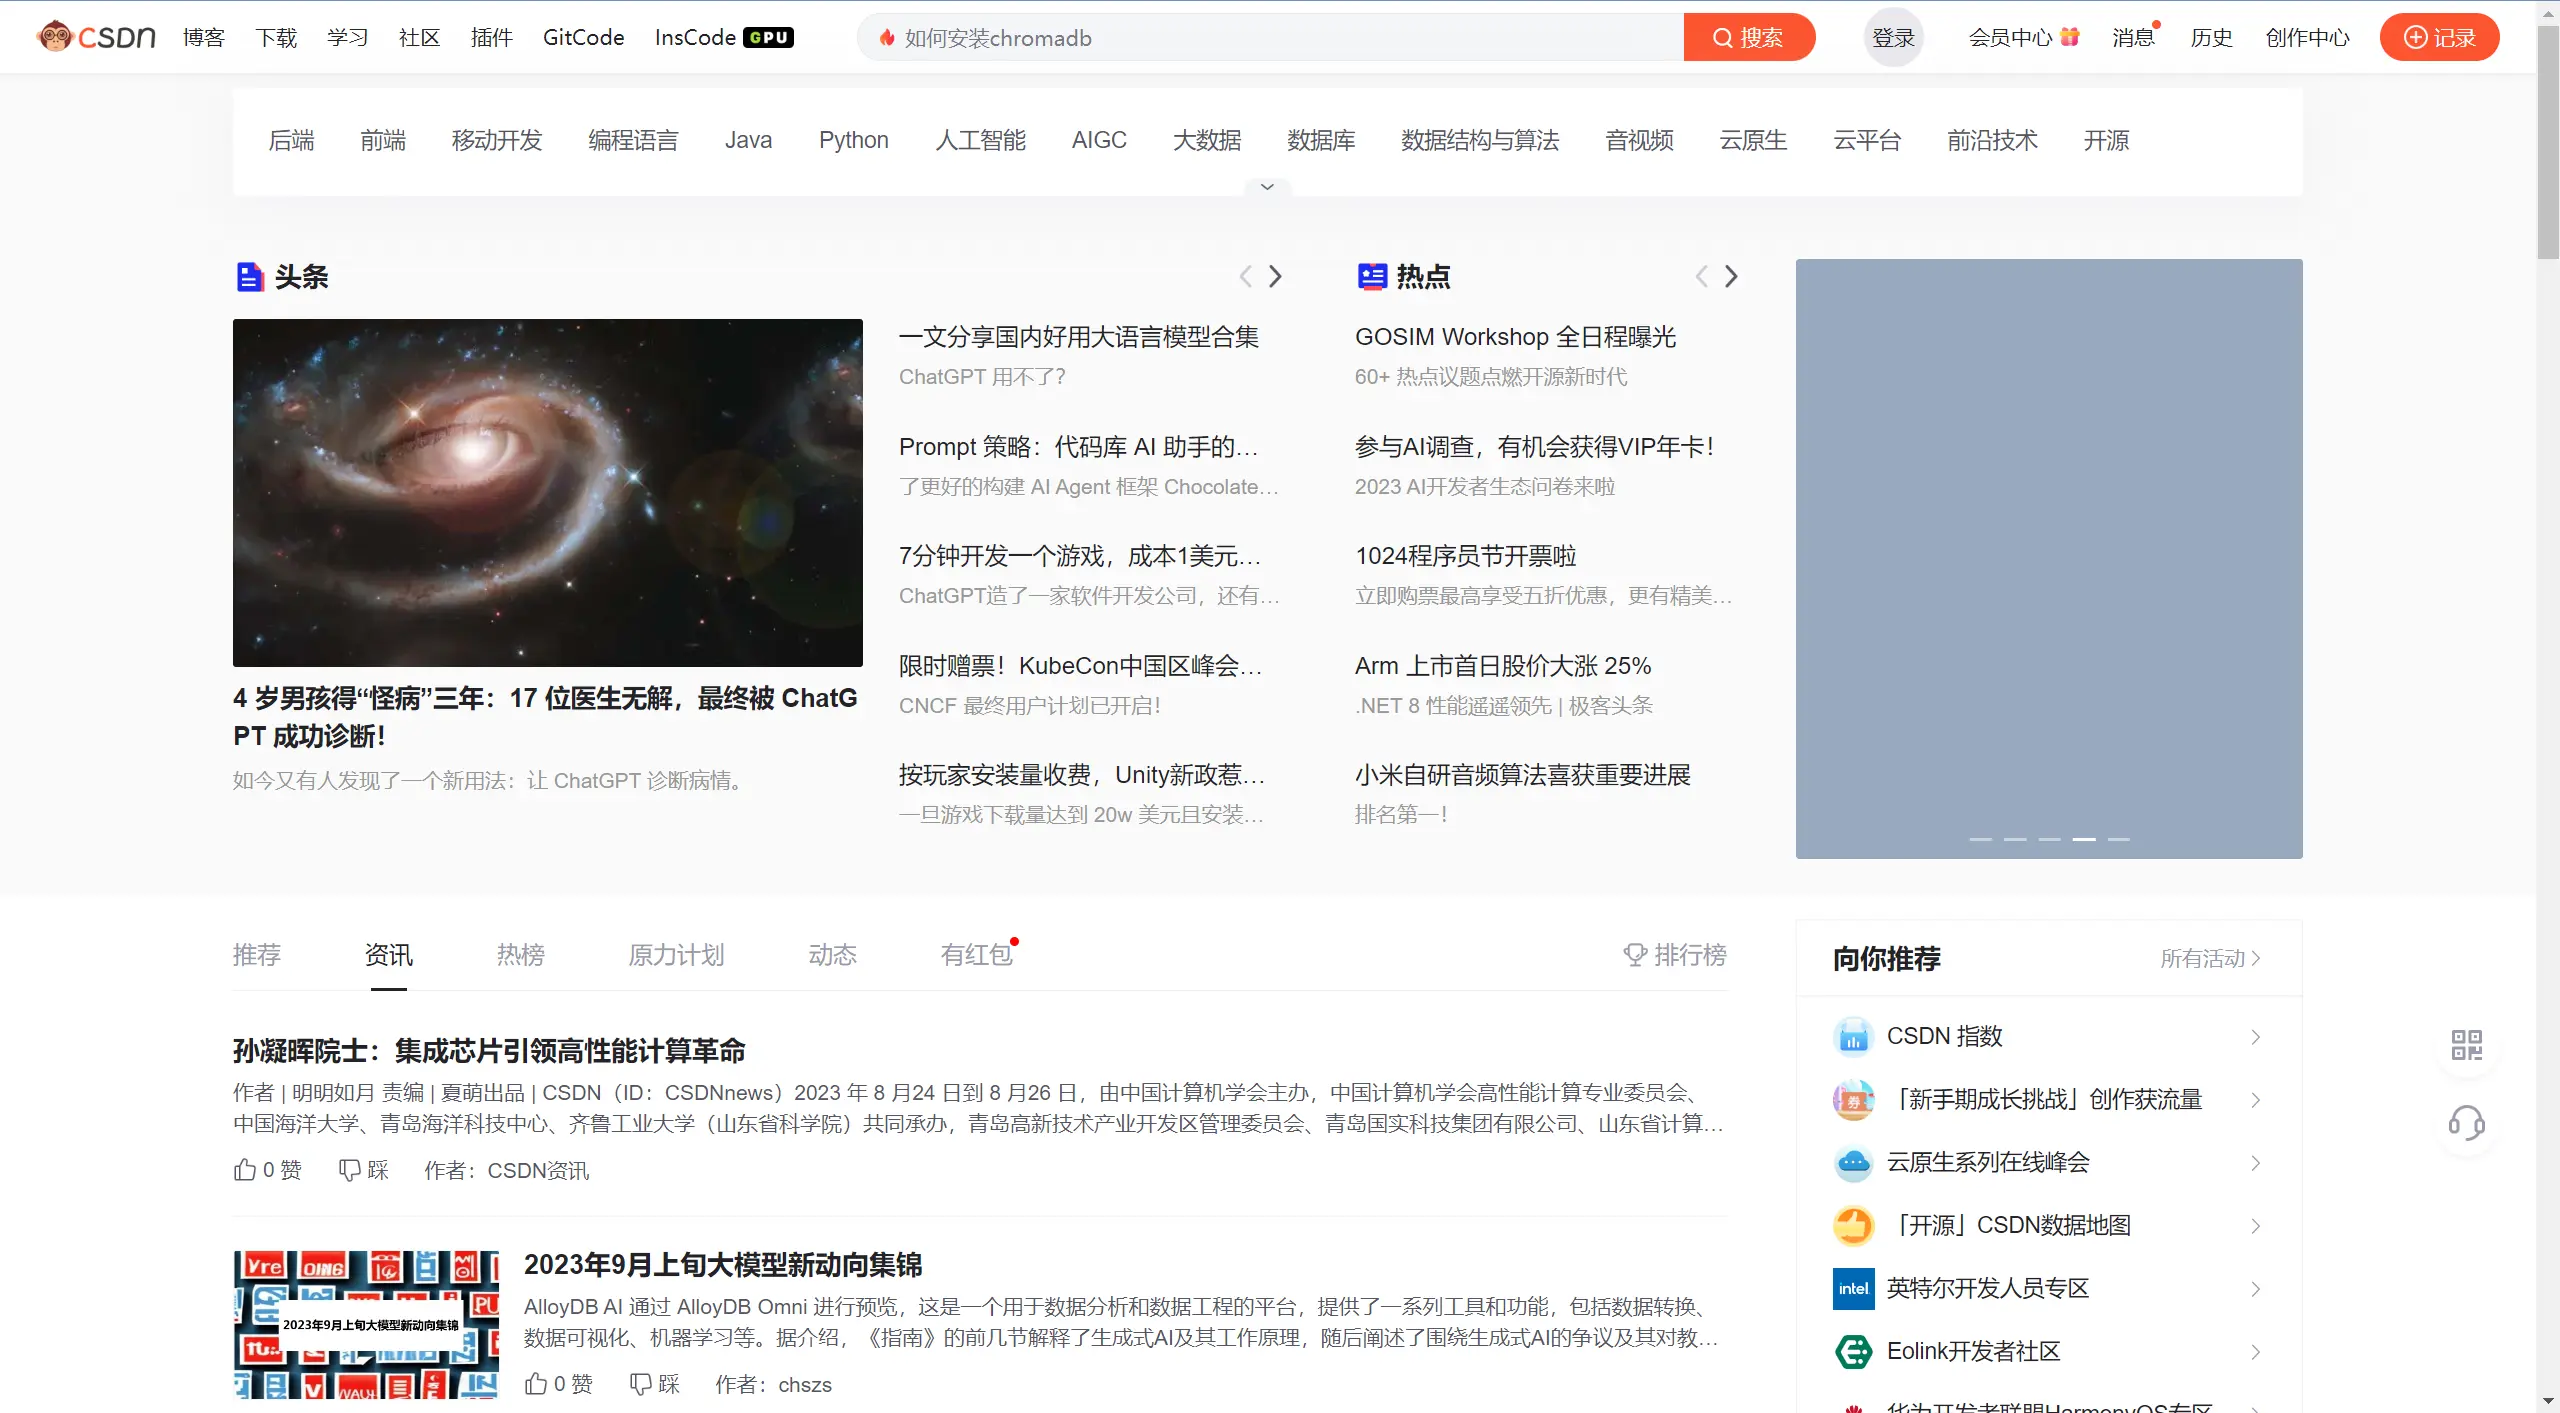 CSDN 博客 下载 学习 社区 插件 GitCode InsCode GPU 如何安装chromadb 搜索 登录 会员中心 消息 历史 创作中心 记录
后端 前端 移动开发 编程语言 Java Python 人工智能 AIGC 大数据 数据库 数据结构与算法 音视频 云原生 云平台 前沿技术 开源
头条
4 岁男孩得“怪病”三年：17 位医生无解，最终被 ChatG
PT 成功诊断！
如今又有人发现了一个新用法：让 ChatGPT 诊断病情。
一文分享国内好用大语言模型合集
ChatGPT 用不了？
Prompt 策略：代码库 AI 助手的…
了更好的构建 AI Agent 框架 Chocolate…
7分钟开发一个游戏，成本1美元…
ChatGPT造了一家软件开发公司，还有…
限时赠票！KubeCon中国区峰会…
CNCF 最终用户计划已开启！
按玩家安装量收费，Unity新政惹…
一旦游戏下载量达到 20w 美元且安装…
热点
GOSIM Workshop 全日程曝光
60+ 热点议题点燃开源新时代
参与AI调查，有机会获得VIP年卡！
2023 AI开发者生态问卷来啦
1024程序员节开票啦
立即购票最高享受五折优惠，更有精美…
Arm 上市首日股价大涨 25%
.NET 8 性能遥遥领先 | 极客头条
小米自研音频算法喜获重要进展
排名第一！
推荐 资讯 热榜 原力计划 动态 有红包 排行榜
孙凝晖院士：集成芯片引领高性能计算革命
作者 | 明明如月 责编 | 夏萌出品 | CSDN（ID：CSDNnews）2023 年 8 月24 日到 8 月26 日，由中国计算机学会主办，中国计算机学会高性能计算专业委员会、
中国海洋大学、青岛海洋科技中心、齐鲁工业大学（山东省科学院）共同承办，青岛高新技术产业开发区管理委员会、青岛国实科技集团有限公司、山东省计算…
0 赞 踩 作者：CSDN资讯
2023年9月上旬大模型新动向集锦
2023年9月上旬大模型新动向集锦
AlloyDB AI 通过 AlloyDB Omni 进行预览，这是一个用于数据分析和数据工程的平台，提供了一系列工具和功能，包括数据转换、
数据可视化、机器学习等。据介绍，《指南》的前几节解释了生成式AI及其工作原理，随后阐述了围绕生成式AI的争议及其对教…
0 赞 踩 作者：chszs
向你推荐 所有活动
CSDN 指数
券
「新手期成长挑战」创作获流量
云原生系列在线峰会
「开源」CSDN数据地图
intel
英特尔开发人员专区
Eolink开发者社区
华为开发者联盟HarmonyOS专区